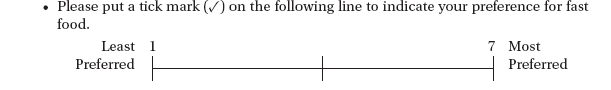 • Please put a tick mark (✓) on the following line to indicate your preference for fast
food.
Least 1 7 Most
Preferred Preferred